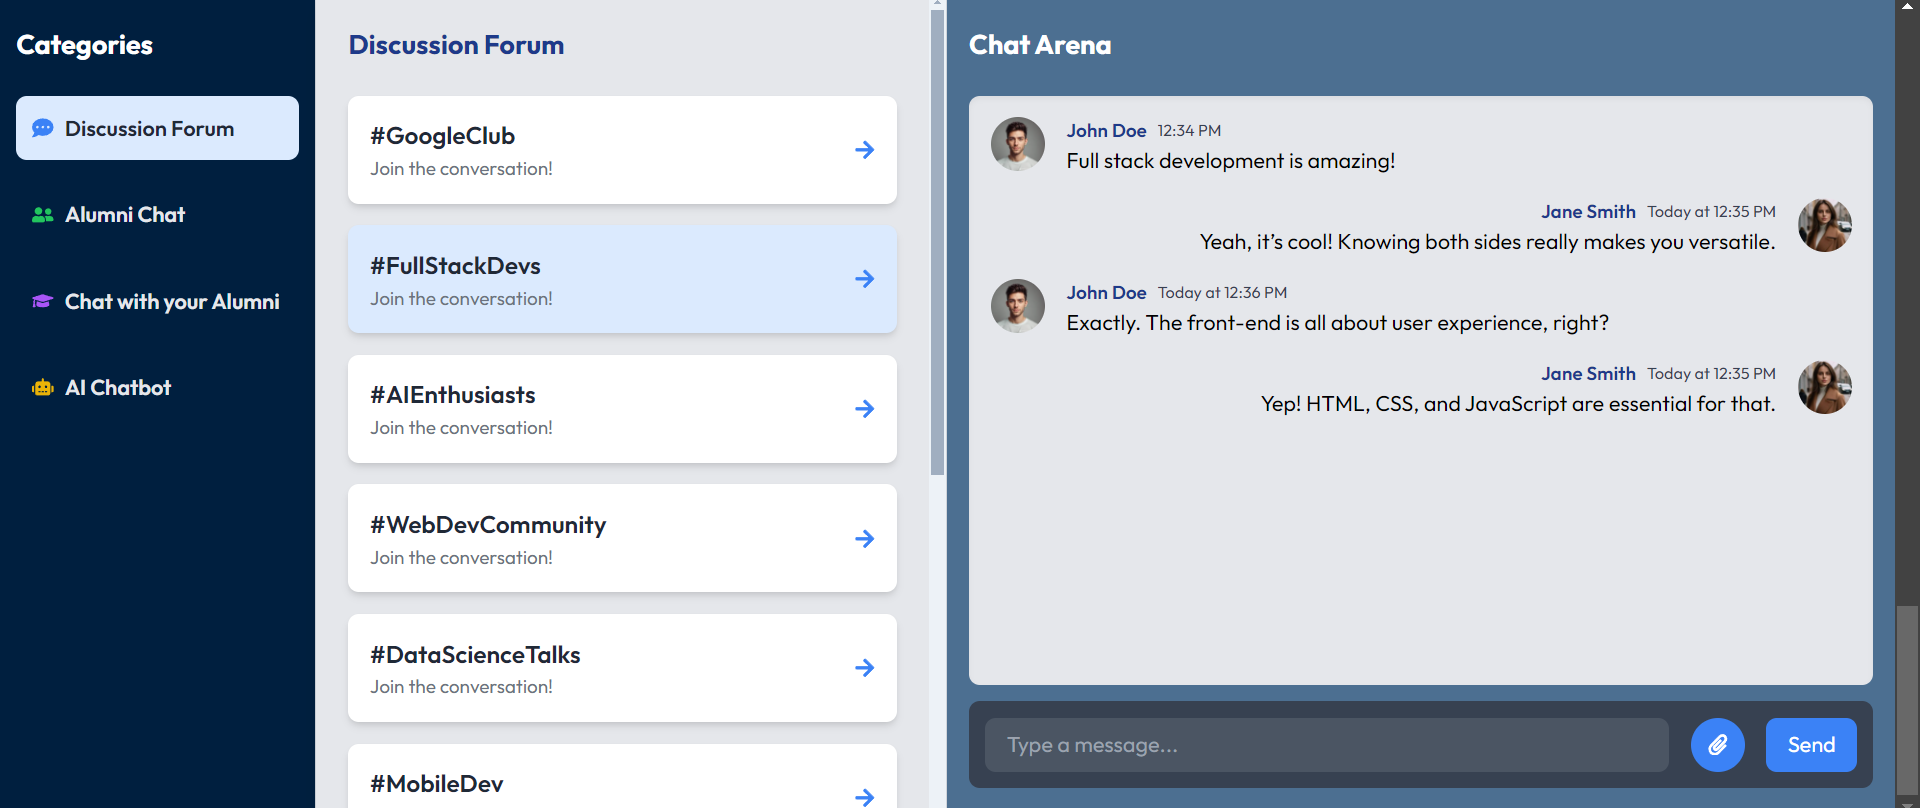 Categories
Discussion Forum
Alumni Chat
Chat with your Alumni
AI Chatbot
Discussion Forum
#GoogleClub
Join the conversation!
#FullStackDevs
Join the conversation!
#AIEnthusiasts
Join the conversation!
#WebDevCommunity
Join the conversation!
#DataScienceTalks
Join the conversation!
#MobileDev
Chat Arena
John Doe 12:34 PM
Full stack development is amazing!
Jane Smith Today at 12:35 PM
Yeah, it’s cool! Knowing both sides really makes you versatile.
John Doe Today at 12:36 PM
Exactly. The front-end is all about user experience, right?
Jane Smith Today at 12:35 PM
Yep! HTML, CSS, and JavaScript are essential for that.
Type a message...
Send